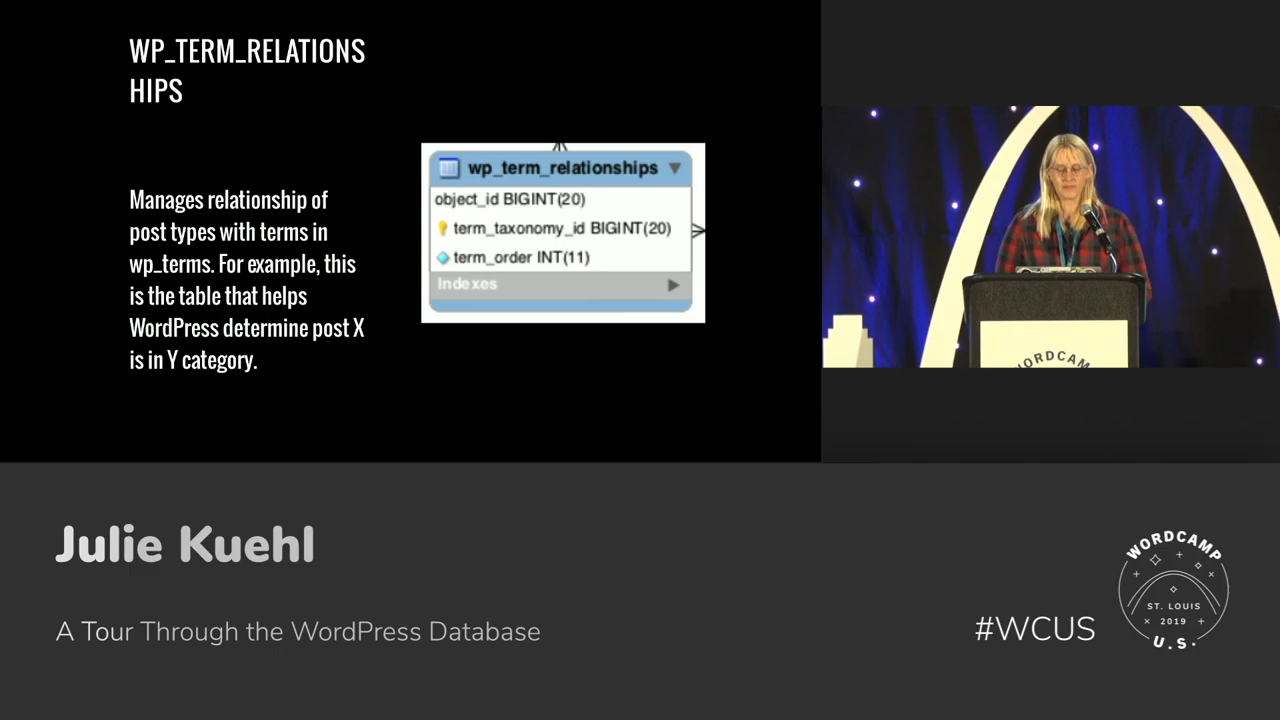 WP_TERM_RELATIONS
HIPS
Manages relationship of
post types with terms in
wp_terms. For example, this
is the table that helps
WordPress determine post X
is in Y category.
wp_term_relationships
object_id BIGINT(20)
term_taxonomy_id BIGINT(20)
term_order INT(11)
Indexes
WORDCAMP
Julie Kuehl
A Tour Through the WordPress Database
#WCUS
WORDCAMP
ST. LOUIS
2019
U.S.